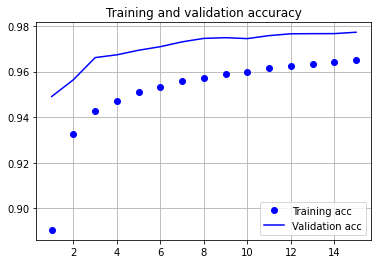 Training and validation accuracy
0.98
0.96
0.94
0.92
0.90
2 4 6 8 10 12 14
Training acc
Validation acc